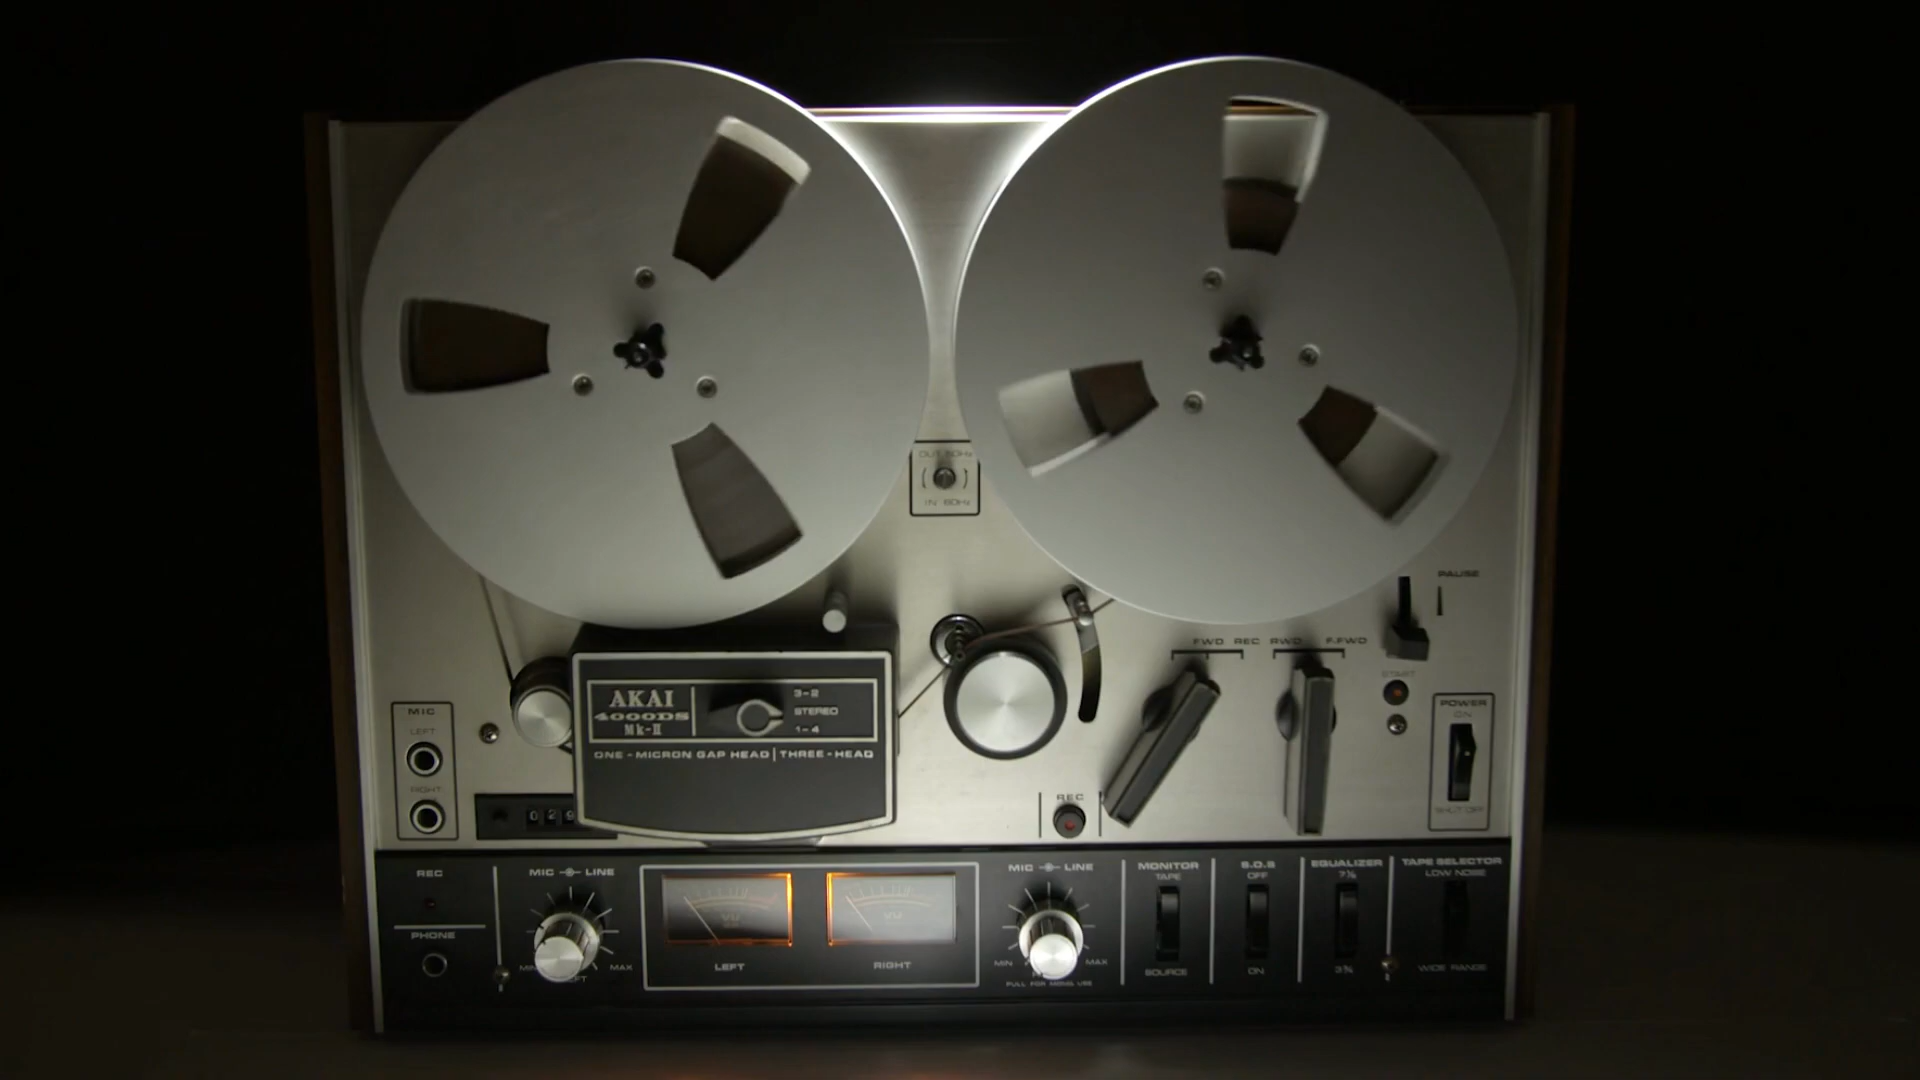 OUT 50Hz
IN 60Hz
PAUSE
FWD REC RWD F.FWD
START
POWER
ON
SHUT OFF
MIC
LEFT
RIGHT
AKAI
4000DS
Mk-II
3-2
STEREO
1-4
ONE-MICRON GAP HEAD THREE-HEAD
029
REC
REC
PHONE
MIC LINE
MIN MAX
LEFT
VU
VU
LEFT
RIGHT
MIC LINE
MIN MAX
PULL FOR MONO USE
MONITOR
TAPE
SOURCE
S.O.S
OFF
ON
EQUALIZER
7½
3¾
TAPE SELECTOR
LOW NOISE
WIDE RANGE